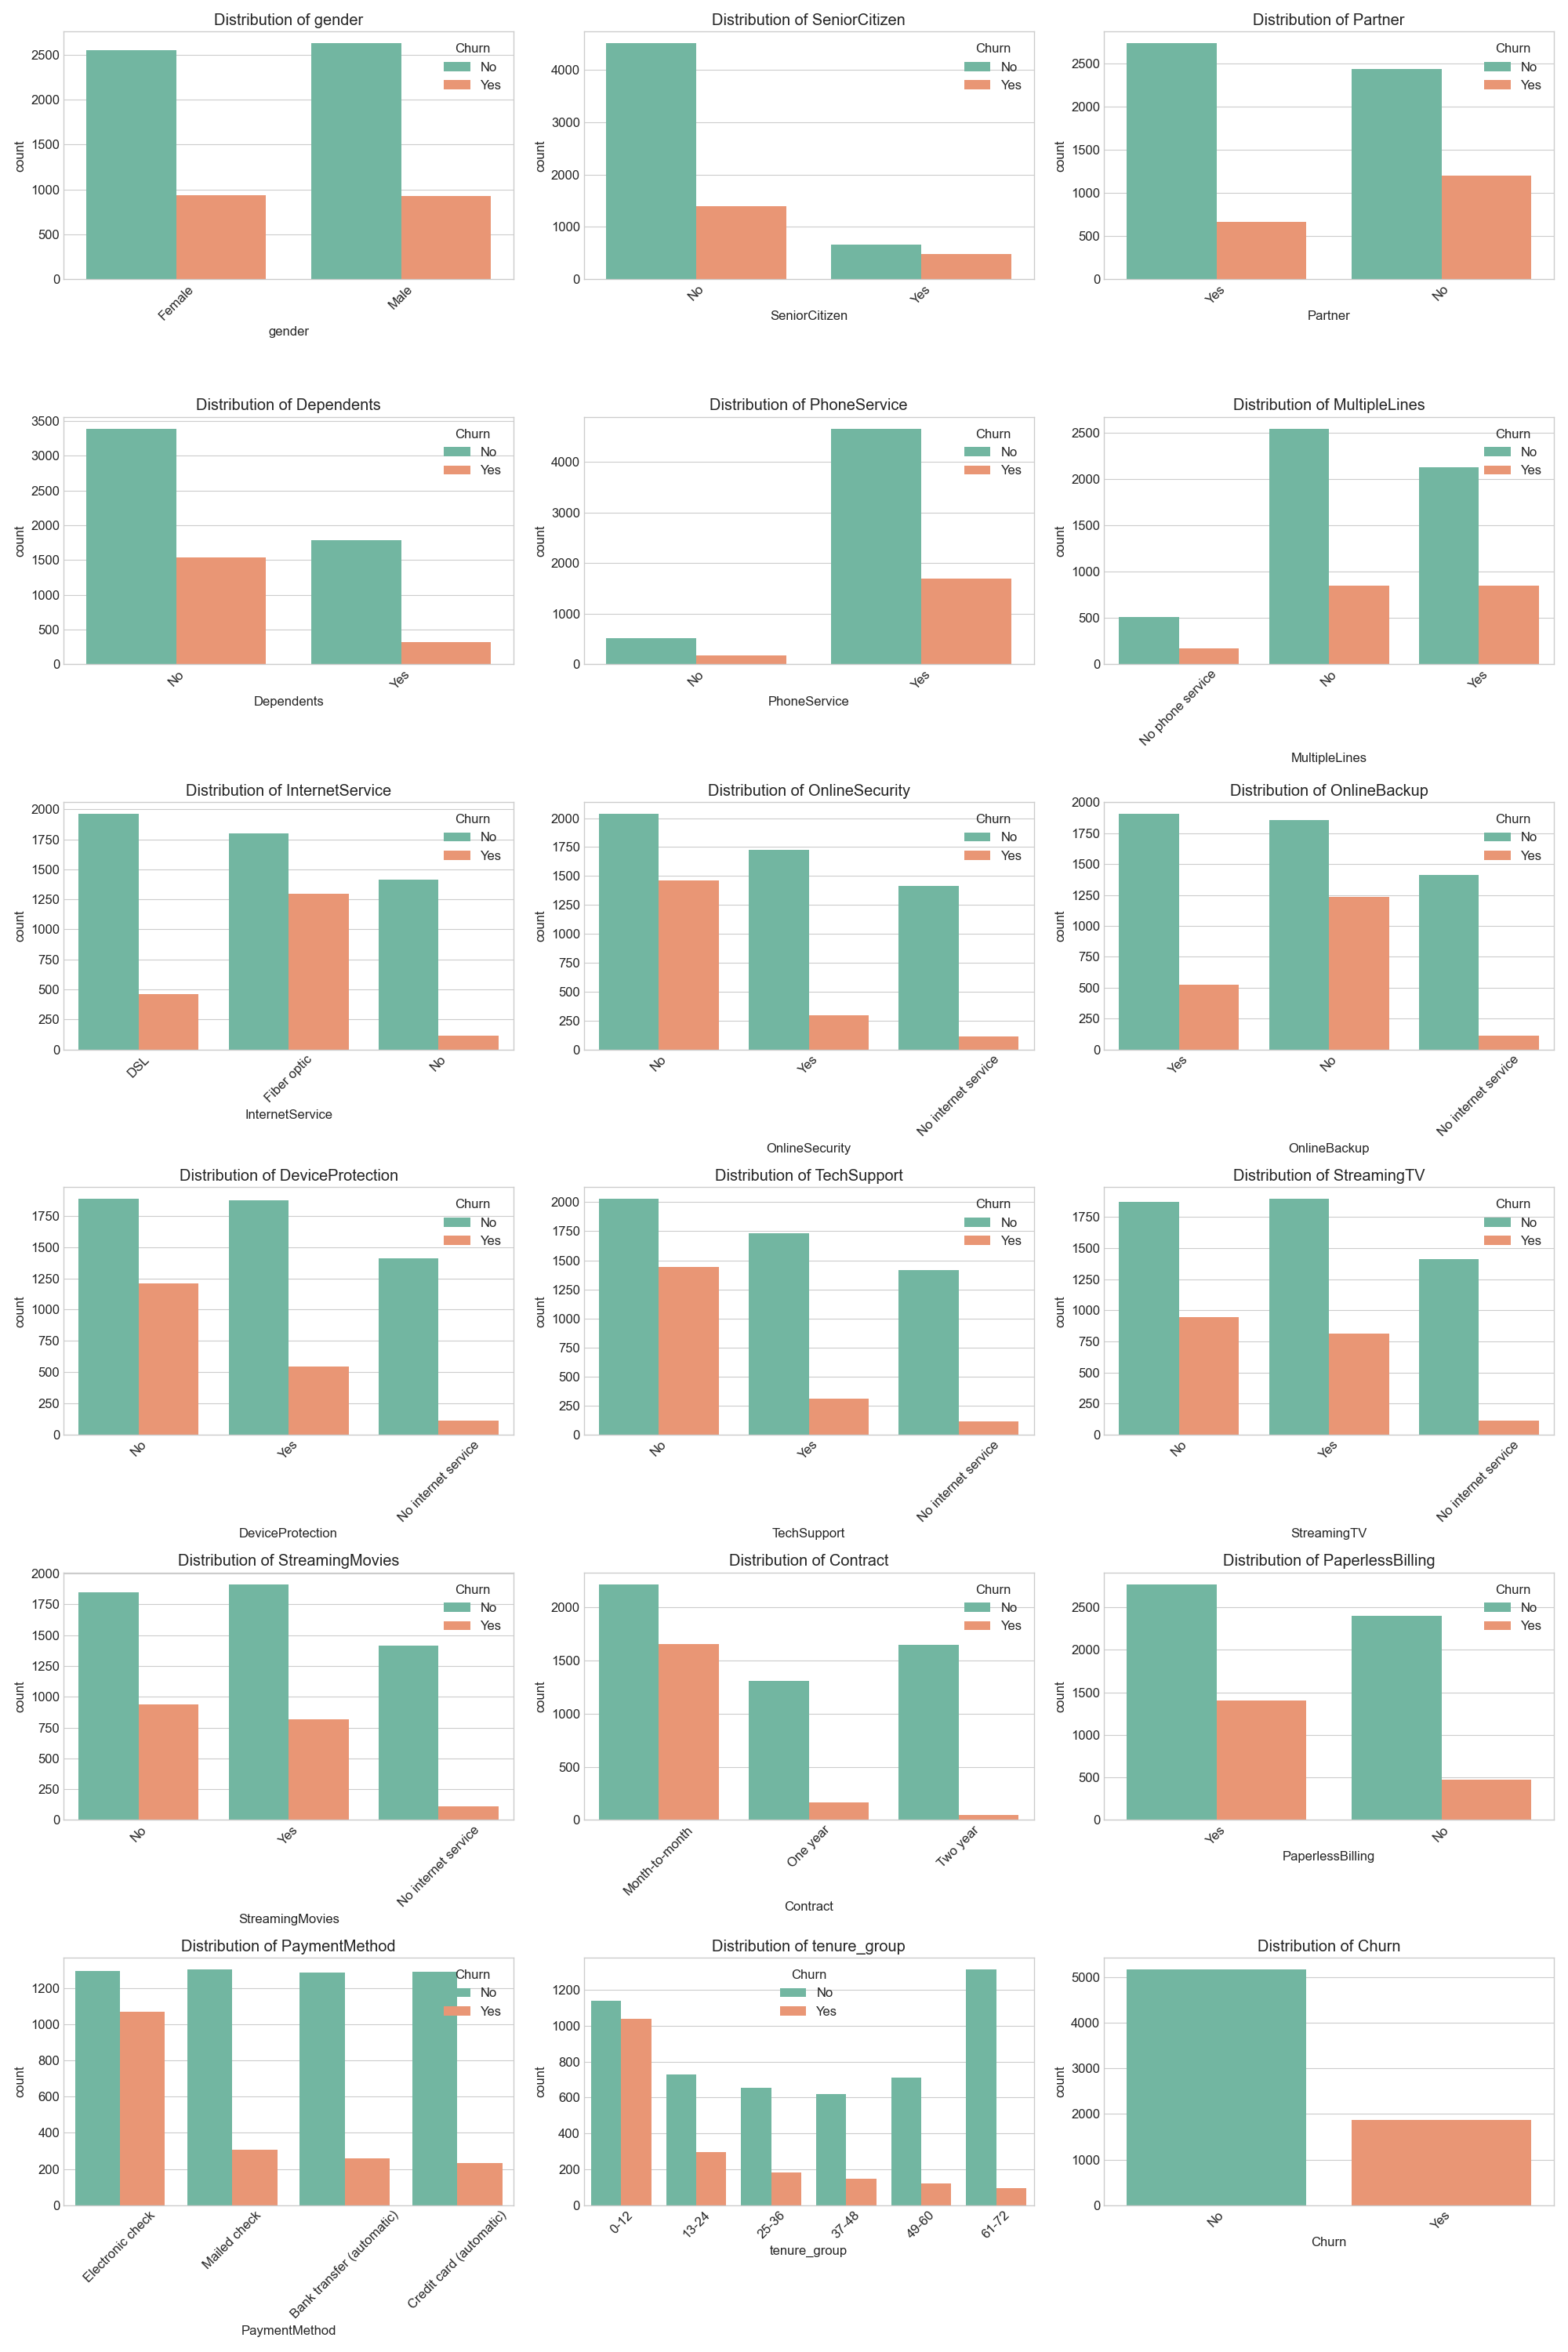 Distribution of gender
Churn
No
Yes
2500
2000
1500
1000
500
0
count
Female
Male
gender
Distribution of SeniorCitizen
Churn
No
Yes
4000
3000
2000
1000
0
count
No
Yes
SeniorCitizen
Distribution of Partner
Churn
No
Yes
2500
2000
1500
1000
500
0
count
Yes
No
Partner
Distribution of Dependents
Churn
No
Yes
3500
3000
2500
2000
1500
1000
500
0
count
No
Yes
Dependents
Distribution of PhoneService
Churn
No
Yes
4000
3000
2000
1000
0
count
No
Yes
PhoneService
Distribution of MultipleLines
Churn
No
Yes
2500
2000
1500
1000
500
0
count
No phone service
No
Yes
MultipleLines
Distribution of InternetService
Churn
No
Yes
2000
1750
1500
1250
1000
750
500
250
0
count
DSL
Fiber optic
No
InternetService
Distribution of OnlineSecurity
Churn
No
Yes
2000
1750
1500
1250
1000
750
500
250
0
count
No
Yes
No internet service
OnlineSecurity
Distribution of OnlineBackup
Churn
No
Yes
2000
1750
1500
1250
1000
750
500
250
0
count
Yes
No
No internet service
OnlineBackup
Distribution of DeviceProtection
Churn
No
Yes
1750
1500
1250
1000
750
500
250
0
count
No
Yes
No internet service
DeviceProtection
Distribution of TechSupport
Churn
No
Yes
2000
1750
1500
1250
1000
750
500
250
0
count
No
Yes
No internet service
TechSupport
Distribution of StreamingTV
Churn
No
Yes
1750
1500
1250
1000
750
500
250
0
count
No
Yes
No internet service
StreamingTV
Distribution of StreamingMovies
Churn
No
Yes
2000
1750
1500
1250
1000
750
500
250
0
count
No
Yes
No internet service
StreamingMovies
Distribution of Contract
Churn
No
Yes
2000
1500
1000
500
0
count
Month-to-month
One year
Two year
Contract
Distribution of PaperlessBilling
Churn
No
Yes
2500
2000
1500
1000
500
0
count
Yes
No
PaperlessBilling
Distribution of PaymentMethod
Churn
No
Yes
1200
1000
800
600
400
200
0
count
Electronic check
Mailed check
Bank transfer (automatic)
Credit card (automatic)
PaymentMethod
Distribution of tenure_group
Churn
No
Yes
1200
1000
800
600
400
200
0
count
0-12
13-24
25-36
37-48
49-60
61-72
tenure_group
Distribution of Churn
5000
4000
3000
2000
1000
0
count
No
Yes
Churn